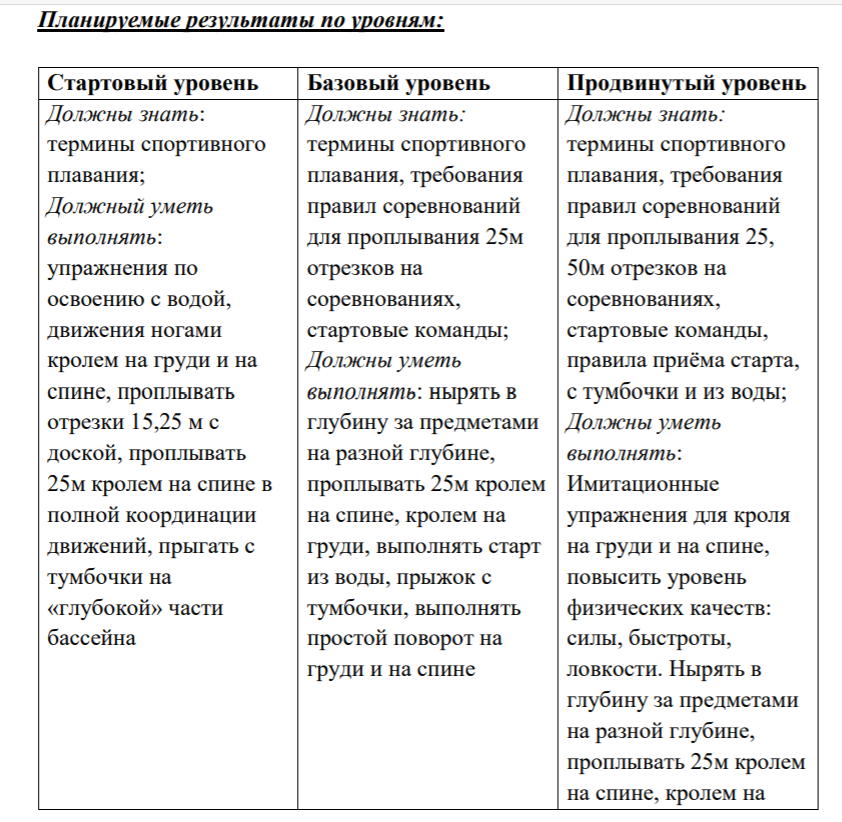 Планируемые результаты по уровням:
Стартовый уровень
Должны знать:
термины спортивного
плавания;
Должный уметь
выполнять:
упражнения по
освоению с водой,
движения ногами
кролем на груди и на
спине, проплывать
отрезки 15,25 м с
доской, проплывать
25м кролем на спине в
полной координации
движений, прыгать с
тумбочки на
«глубокой» части
бассейна
Базовый уровень
Должны знать:
термины спортивного
плавания, требования
правил соревнований
для проплывания 25м
отрезков на
соревнованиях,
стартовые команды;
Должны уметь
выполнять: нырять в
глубину за предметами
на разной глубине,
проплывать 25м кролем
на спине, кролем на
груди, выполнять старт
из воды, прыжок с
тумбочки, выполнять
простой поворот на
груди и на спине
Продвинутый уровень
Должны знать:
термины спортивного
плавания, требования
правил соревнований
для проплывания 25,
50м отрезков на
соревнованиях,
стартовые команды,
правила приёма старта,
с тумбочки и из воды;
Должны уметь
выполнять:
Имитационные
упражнения для кроля
на груди и на спине,
повысить уровень
физических качеств:
силы, быстроты,
ловкости. Нырять в
глубину за предметами
на разной глубине,
проплывать 25м кролем
на спине, кролем на